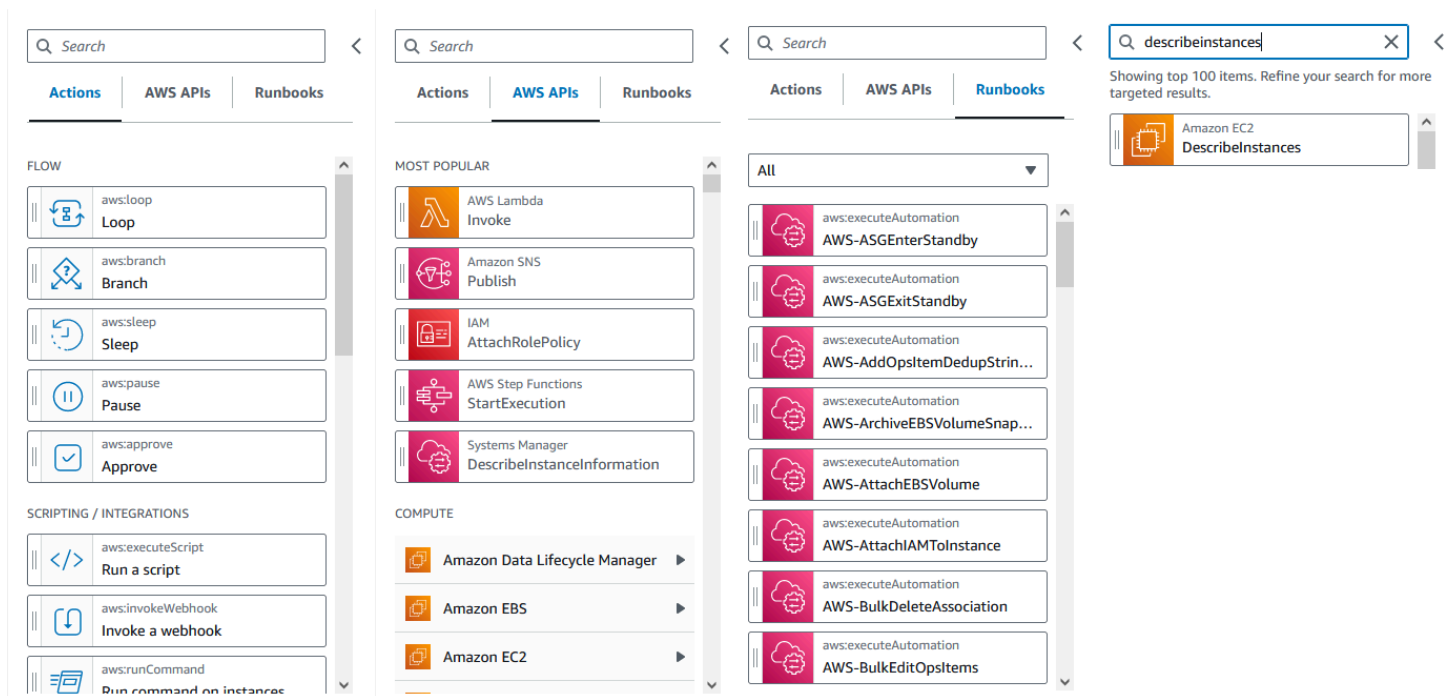 Search
Actions
AWS APIs
Runbooks
FLOW
aws:loop
Loop
aws:branch
Branch
aws:sleep
Sleep
aws:pause
Pause
aws:approve
Approve
SCRIPTING / INTEGRATIONS
aws:executeScript
Run a script
aws:invokeWebhook
Invoke a webhook
aws:runCommand
Run command on instances
Search
Actions
AWS APIs
Runbooks
MOST POPULAR
AWS Lambda
Invoke
Amazon SNS
Publish
IAM
AttachRolePolicy
AWS Step Functions
StartExecution
Systems Manager
DescribeInstanceInformation
COMPUTE
Amazon Data Lifecycle Manager
Amazon EBS
Amazon EC2
Search
Actions
AWS APIs
Runbooks
All
aws:executeAutomation
AWS-ASGEnterStandby
aws:executeAutomation
AWS-ASGExitStandby
aws:executeAutomation
AWS-AddOpsItemDedupStrin...
aws:executeAutomation
AWS-ArchiveEBSVolumeSnap...
aws:executeAutomation
AWS-AttachEBSVolume
aws:executeAutomation
AWS-AttachIAMToInstance
aws:executeAutomation
AWS-BulkDeleteAssociation
aws:executeAutomation
AWS-BulkEditOpsItems
describeinstances
Showing top 100 items. Refine your search for more
targeted results.
Amazon EC2
DescribeInstances